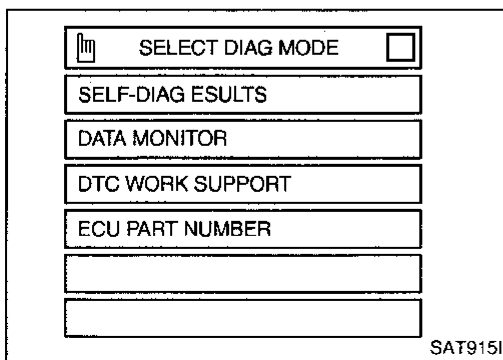 SELECT DIAG MODE
SELF-DIAG ESULTS
DATA MONITOR
DTC WORK SUPPORT
ECU PART NUMBER
SAT915I